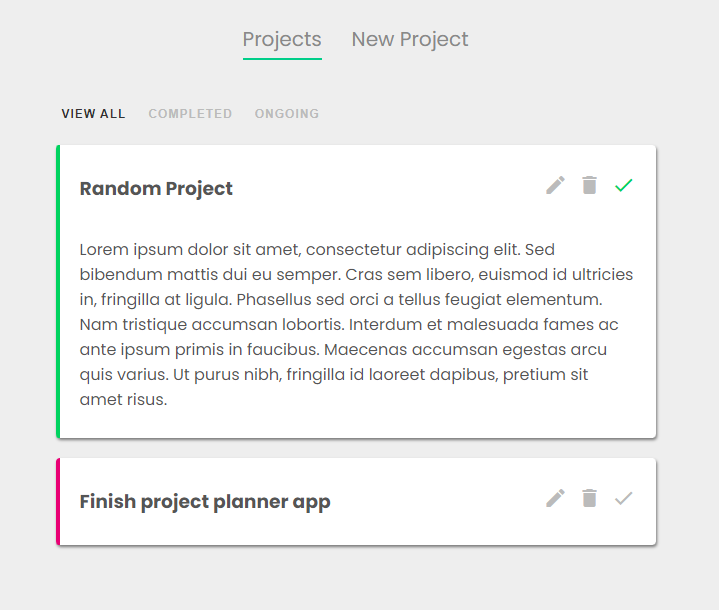 Projects New Project
VIEW ALL COMPLETED ONGOING
Random Project
Lorem ipsum dolor sit amet, consectetur adipiscing elit. Sed
bibendum mattis dui eu semper. Cras sem libero, euismod id ultricies
in, fringilla at ligula. Phasellus sed orci a tellus feugiat elementum.
Nam tristique accumsan lobortis. Interdum et malesuada fames ac
ante ipsum primis in faucibus. Maecenas accumsan egestas arcu
quis varius. Ut purus nibh, fringilla id laoreet dapibus, pretium sit
amet risus.
Finish project planner app